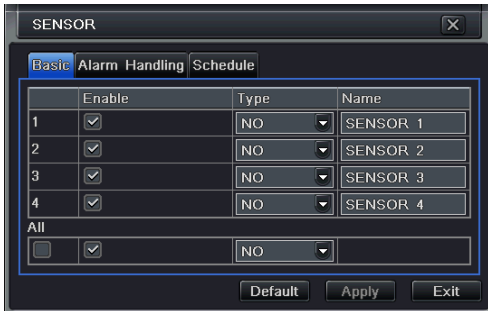 SENSOR
Basic Alarm Handling Schedule
Enable Type Name
1 NO SENSOR 1
2 NO SENSOR 2
3 NO SENSOR 3
4 NO SENSOR 4
All
NO
Default Apply Exit